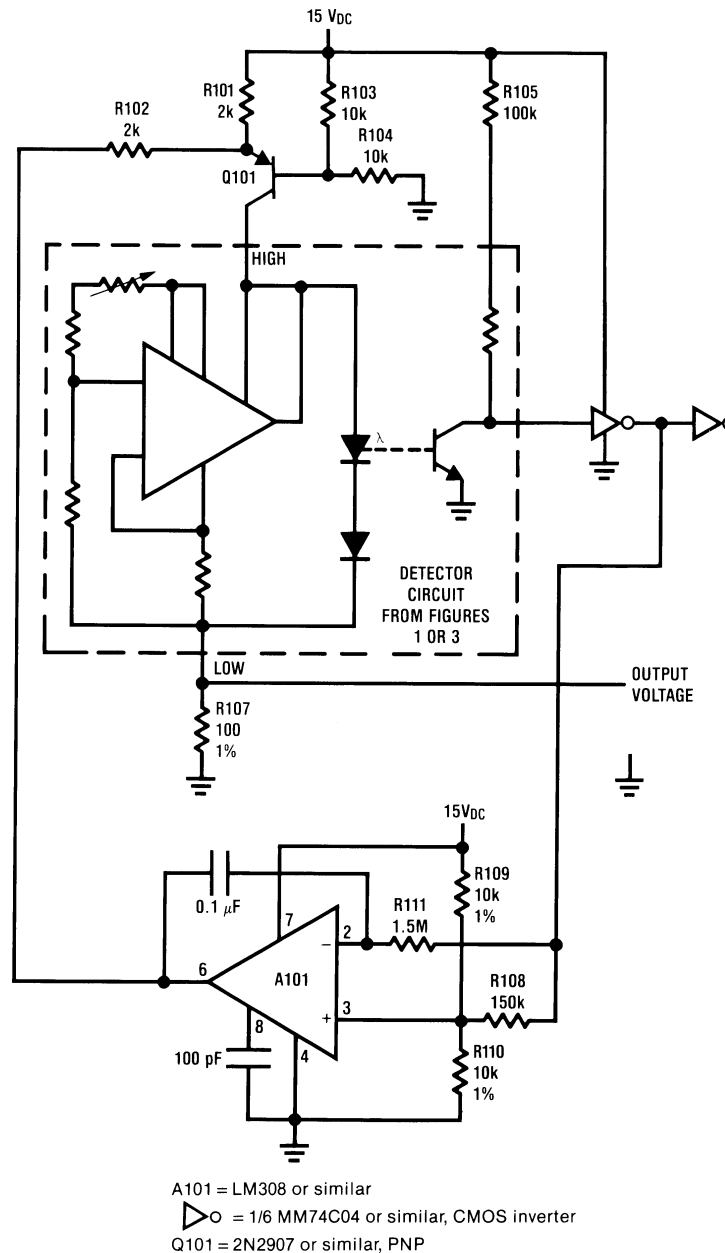 15 VDC
R101
2k
R102
2k
R103
10k
R104
10k
R105
100k
Q101
HIGH
λ
DETECTOR
CIRCUIT
FROM FIGURES
1 OR 3
LOW
OUTPUT
VOLTAGE
R107
100
1%
15VDC
0.1 μF
7
R109
10k
1%
R111
1.5M
2
−
6
A101
R108
150k
3
+
8
4
100 pF
R110
10k
1%
A101 = LM308 or similar
= 1/6 MM74C04 or similar, CMOS inverter
Q101 = 2N2907 or similar, PNP